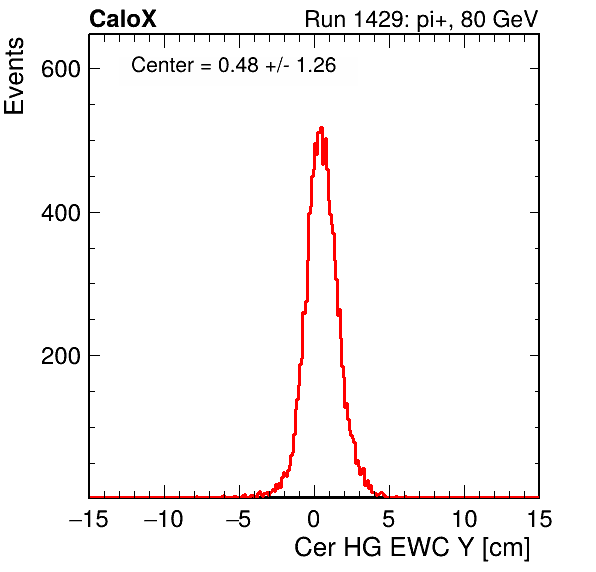 CaloX
Run 1429: pi+, 80 GeV
Events
Center = 0.48 +/- 1.26
600
400
200
−15 −10 −5 0 5 10 15
Cer HG EWC Y [cm]